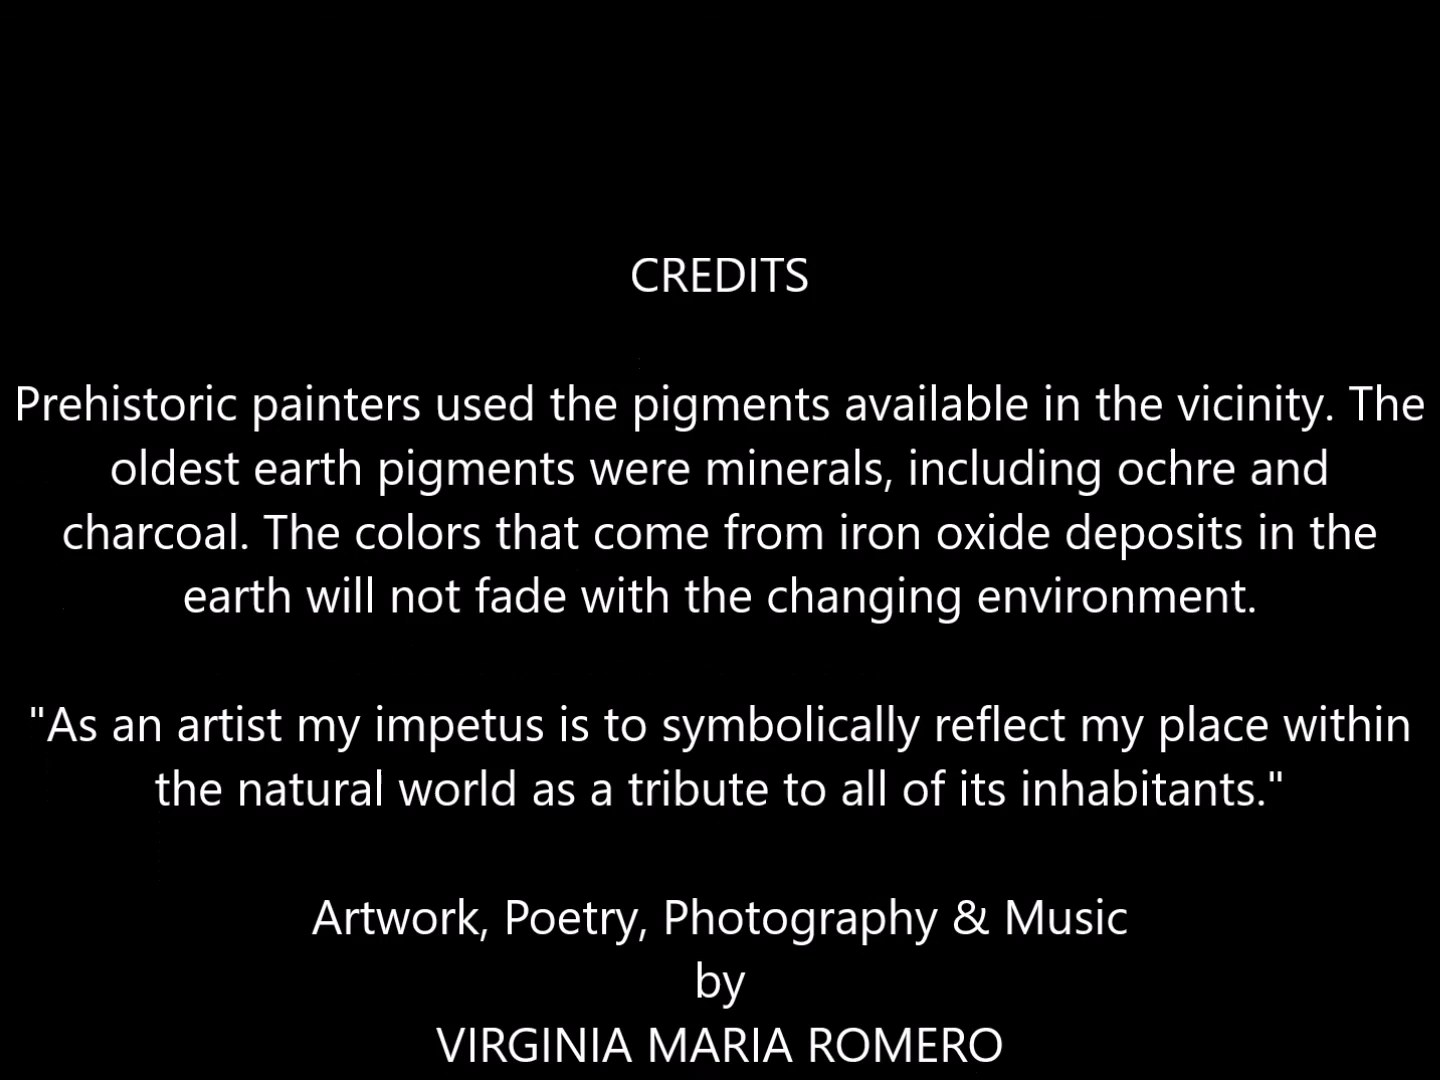 CREDITS
Prehistoric painters used the pigments available in the vicinity. The
oldest earth pigments were minerals, including ochre and
charcoal. The colors that come from iron oxide deposits in the
earth will not fade with the changing environment.
"As an artist my impetus is to symbolically reflect my place within
the natural world as a tribute to all of its inhabitants."
Artwork, Poetry, Photography & Music
by
VIRGINIA MARIA ROMERO